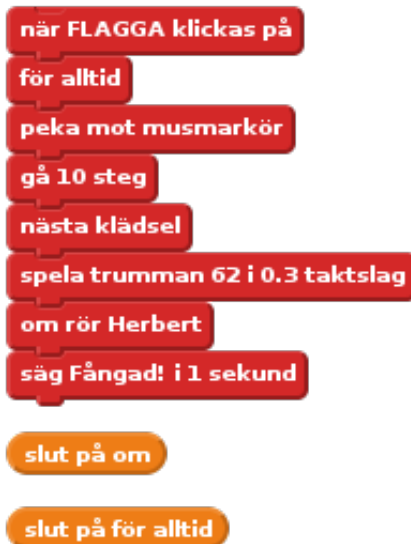 när FLAGGA klickas på
för alltid
peka mot musmarkör
gå 10 steg
nästa klädsel
spela trumman 62 i 0.3 taktslag
om rör Herbert
säg Fångad! i 1 sekund
slut på om
slut på för alltid